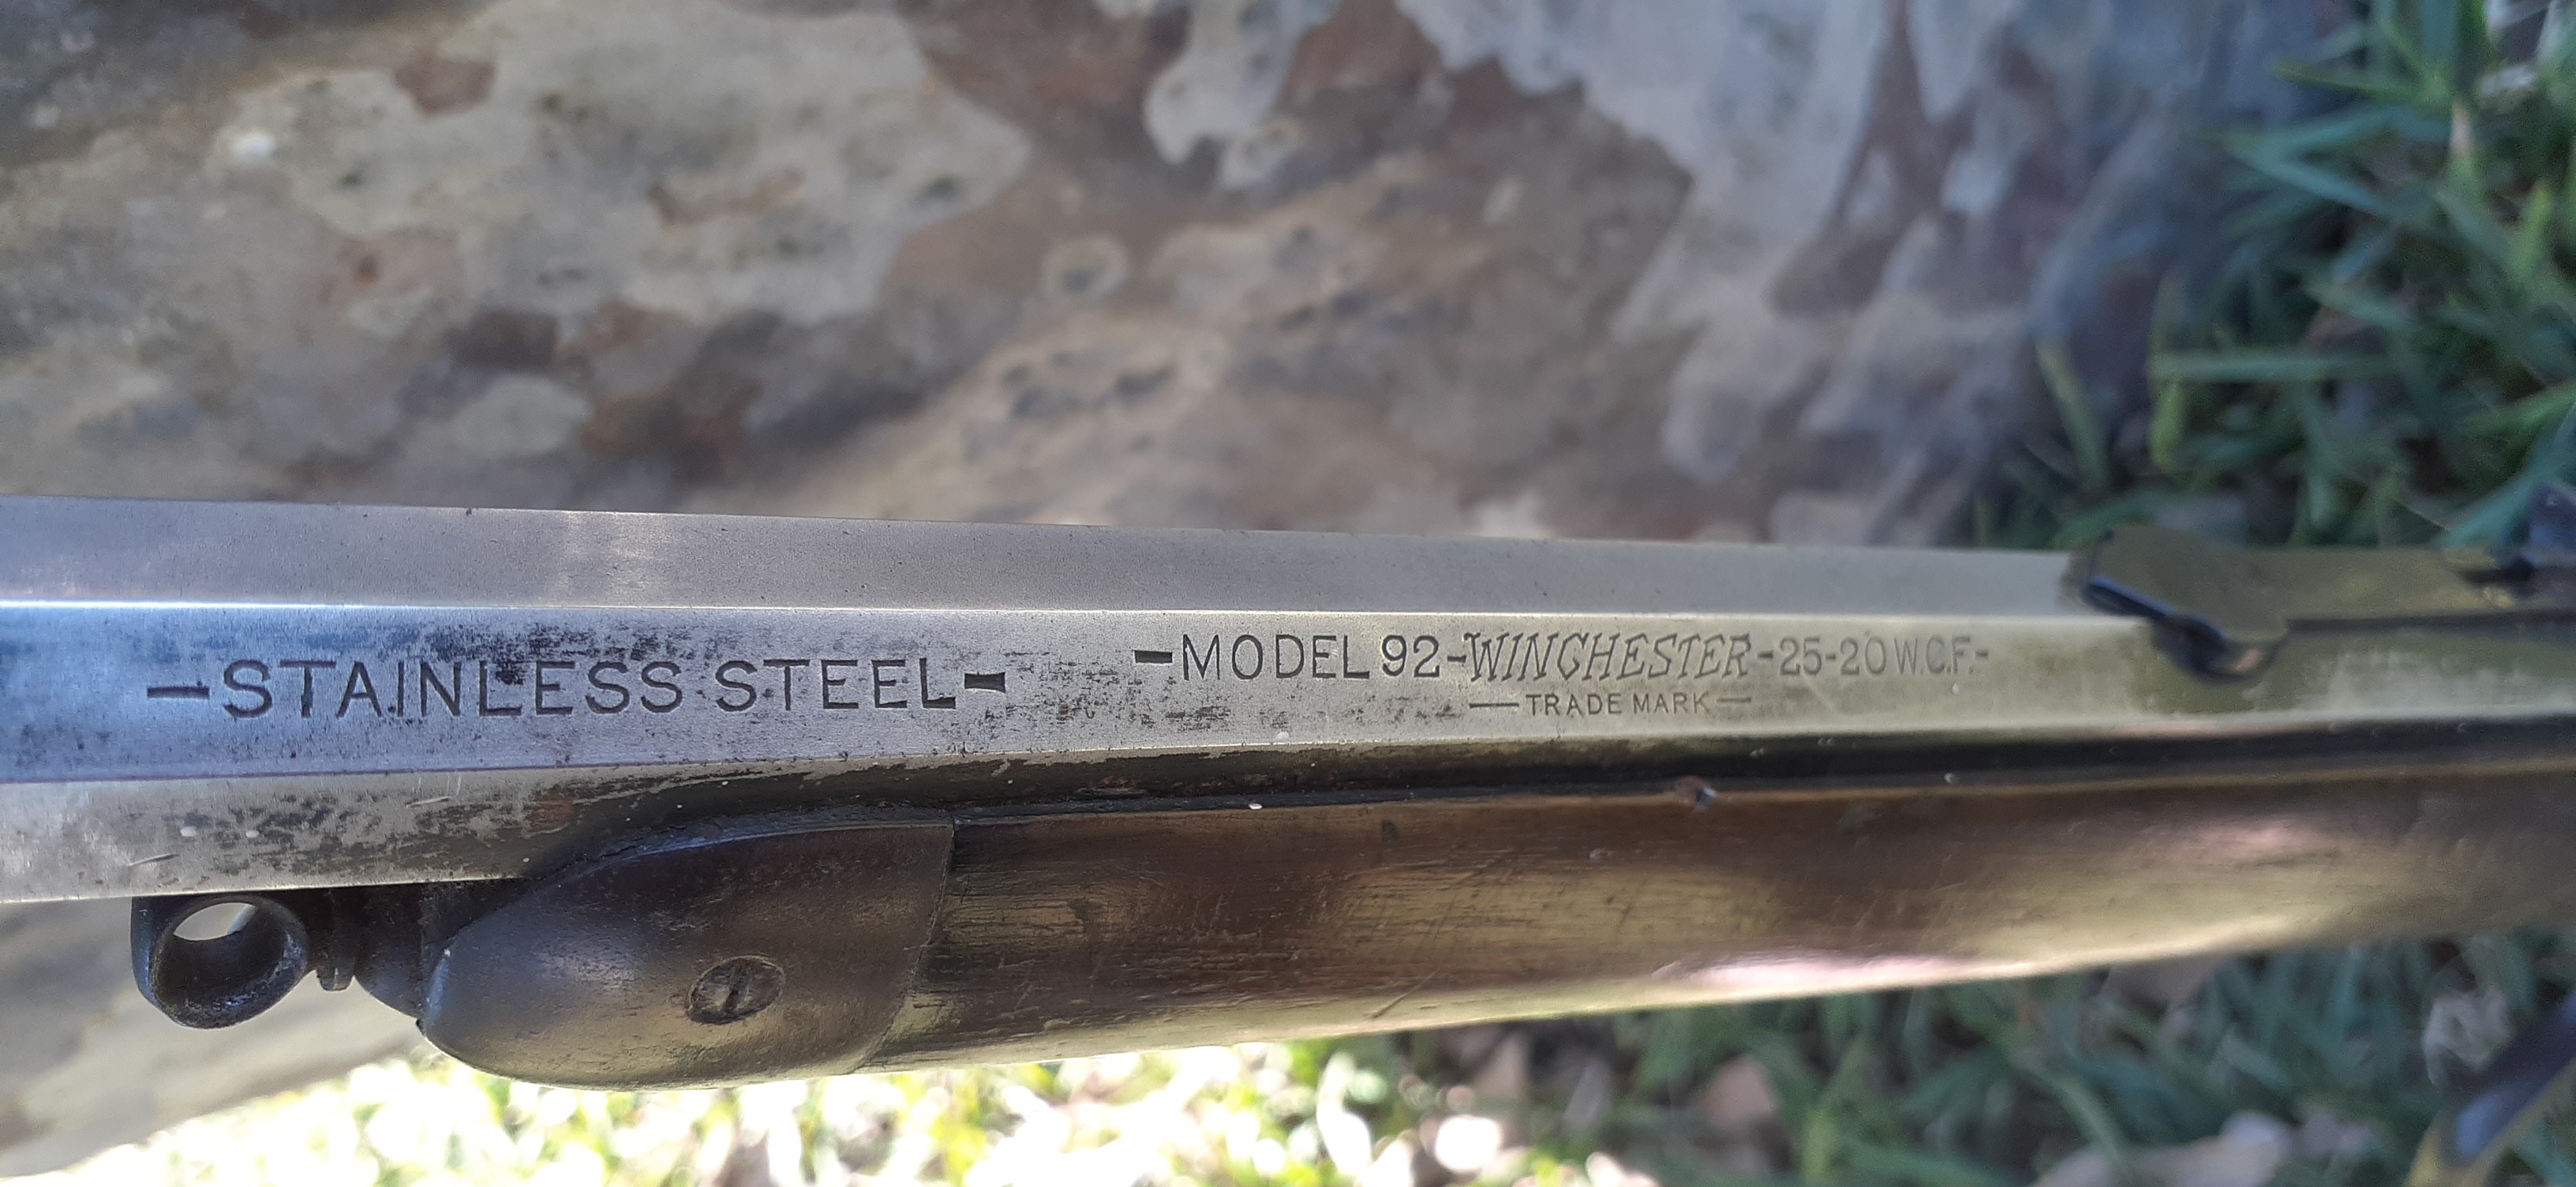 -STAINLESS STEEL-
-MODEL 92-WINCHESTER-25-20 W.C.F.-
— TRADE MARK —